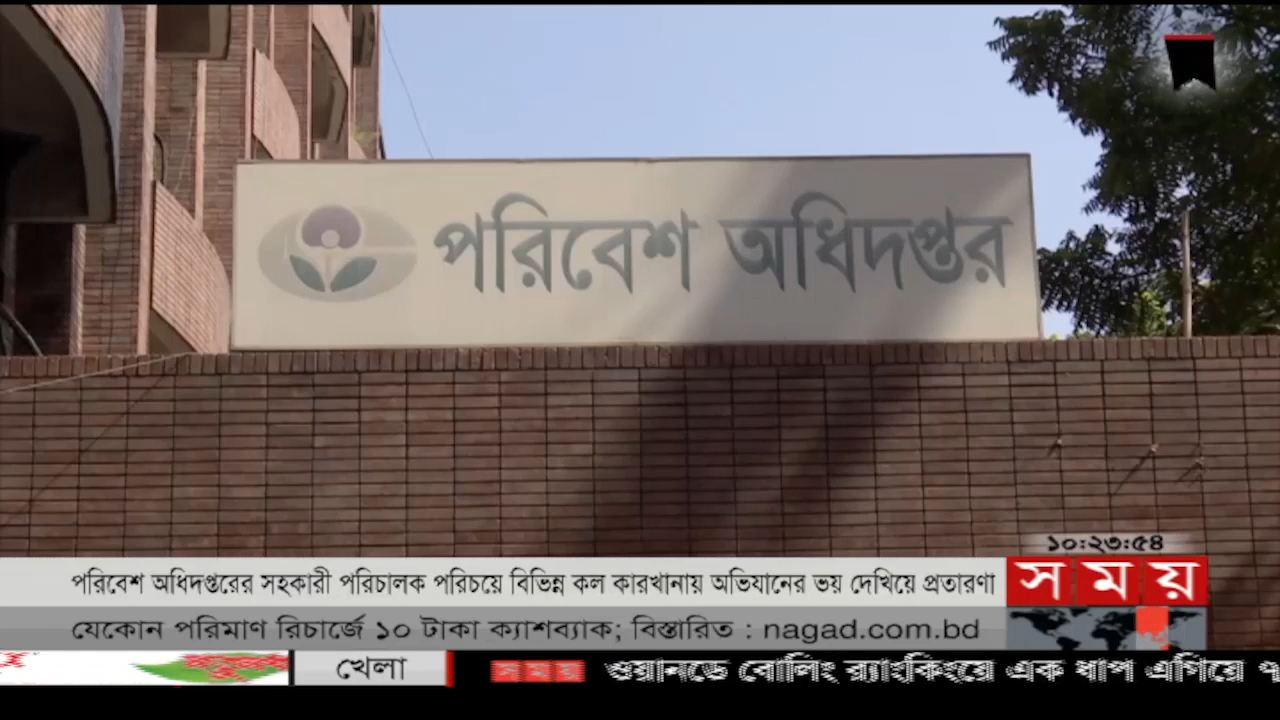 পরিবেশ অধিদপ্তর
১০:২৩:৫৪
পরিবেশ অধিদপ্তরের সহকারী পরিচালক পরিচয়ে বিভিন্ন কল কারখানায় অভিযানের ভয় দেখিয়ে প্রতারণা
সময়
যেকোন পরিমাণ রিচার্জে ১০ টাকা ক্যাশব্যাক; বিস্তারিত : nagad.com.bd
খেলা
সময় ওয়ানডে বোলিং র‍্যাংকিংয়ে এক ধাপ এগিয়ে ৭